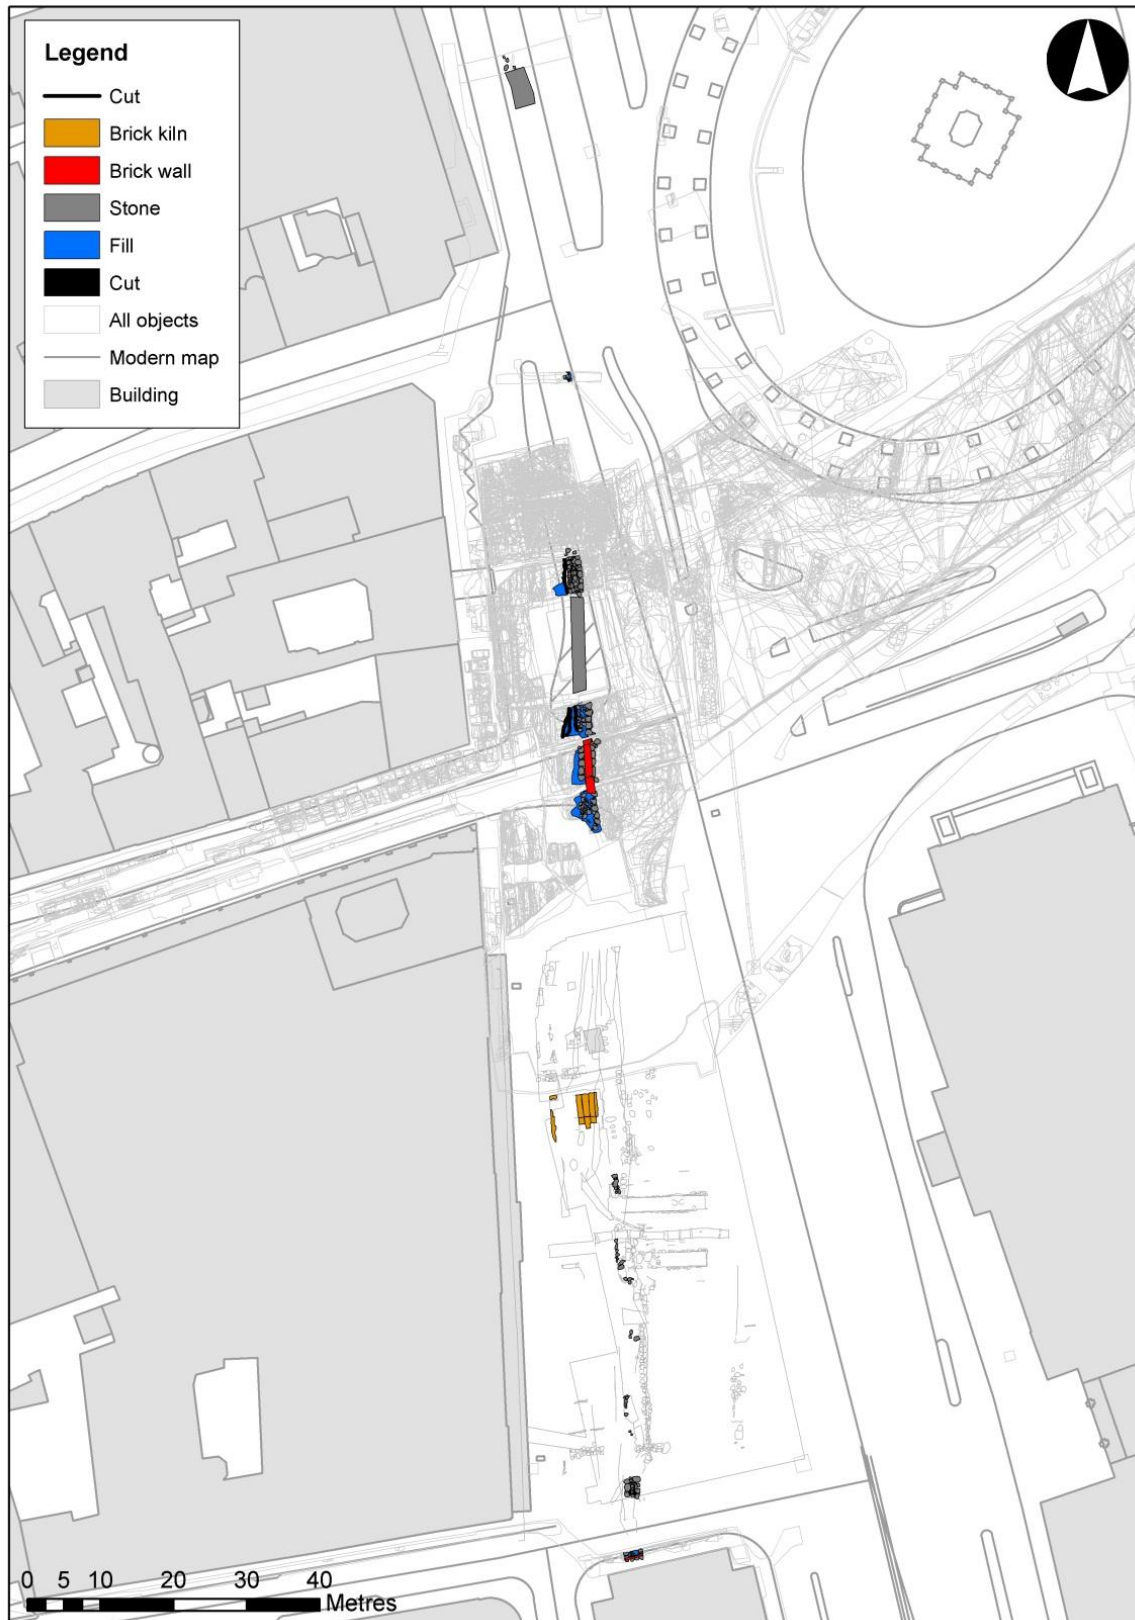 Legend
Cut
Brick kiln
Brick wall
Stone
Fill
Cut
All objects
Modern map
Building
0 5 10 20 30 40
Metres